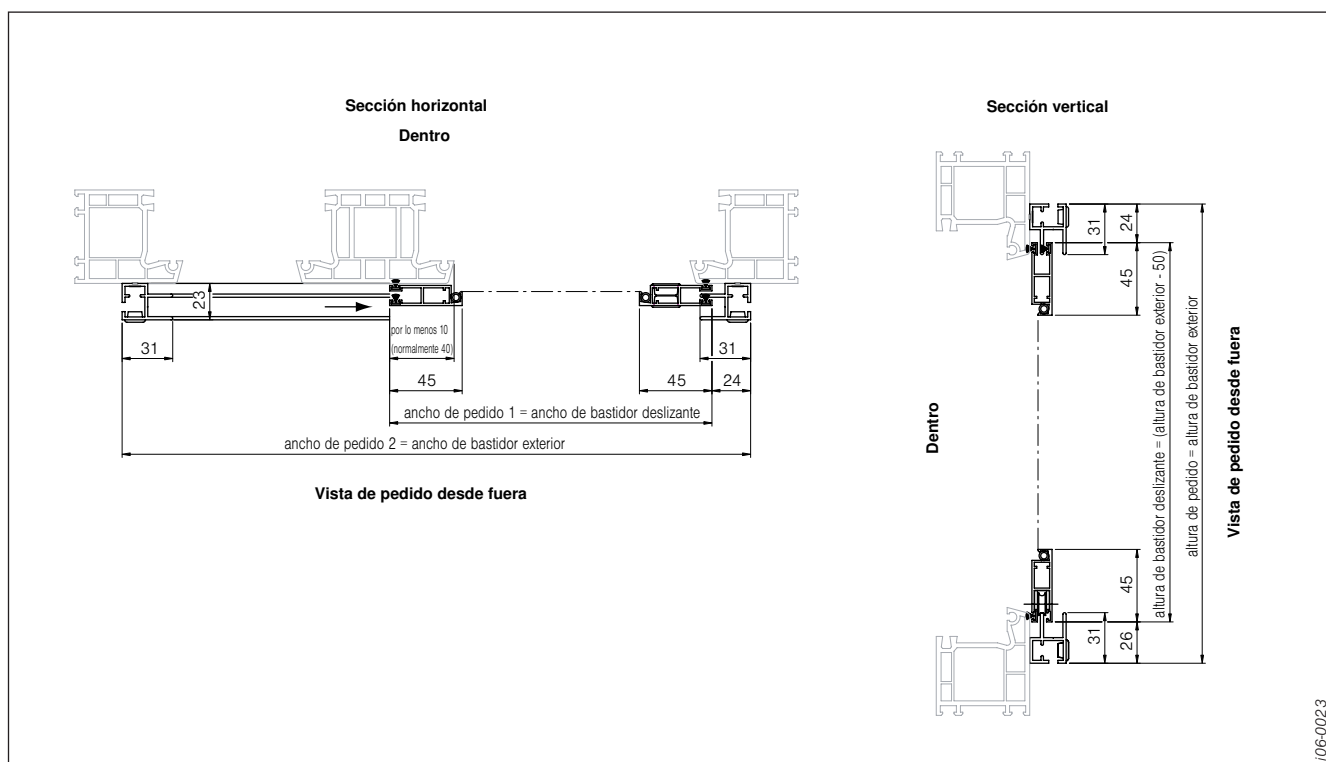 Sección horizontal
Dentro
23
por lo menos 10
(normalmente 40)
31
31
45
45
24
ancho de pedido 1 = ancho de bastidor deslizante
ancho de pedido 2 = ancho de bastidor exterior
Vista de pedido desde fuera
Sección vertical
Dentro
31
24
45
45
31
26
altura de bastidor deslizante = (altura de bastidor exterior - 50)
altura de pedido = altura de bastidor exterior
Vista de pedido desde fuera
i06-0023